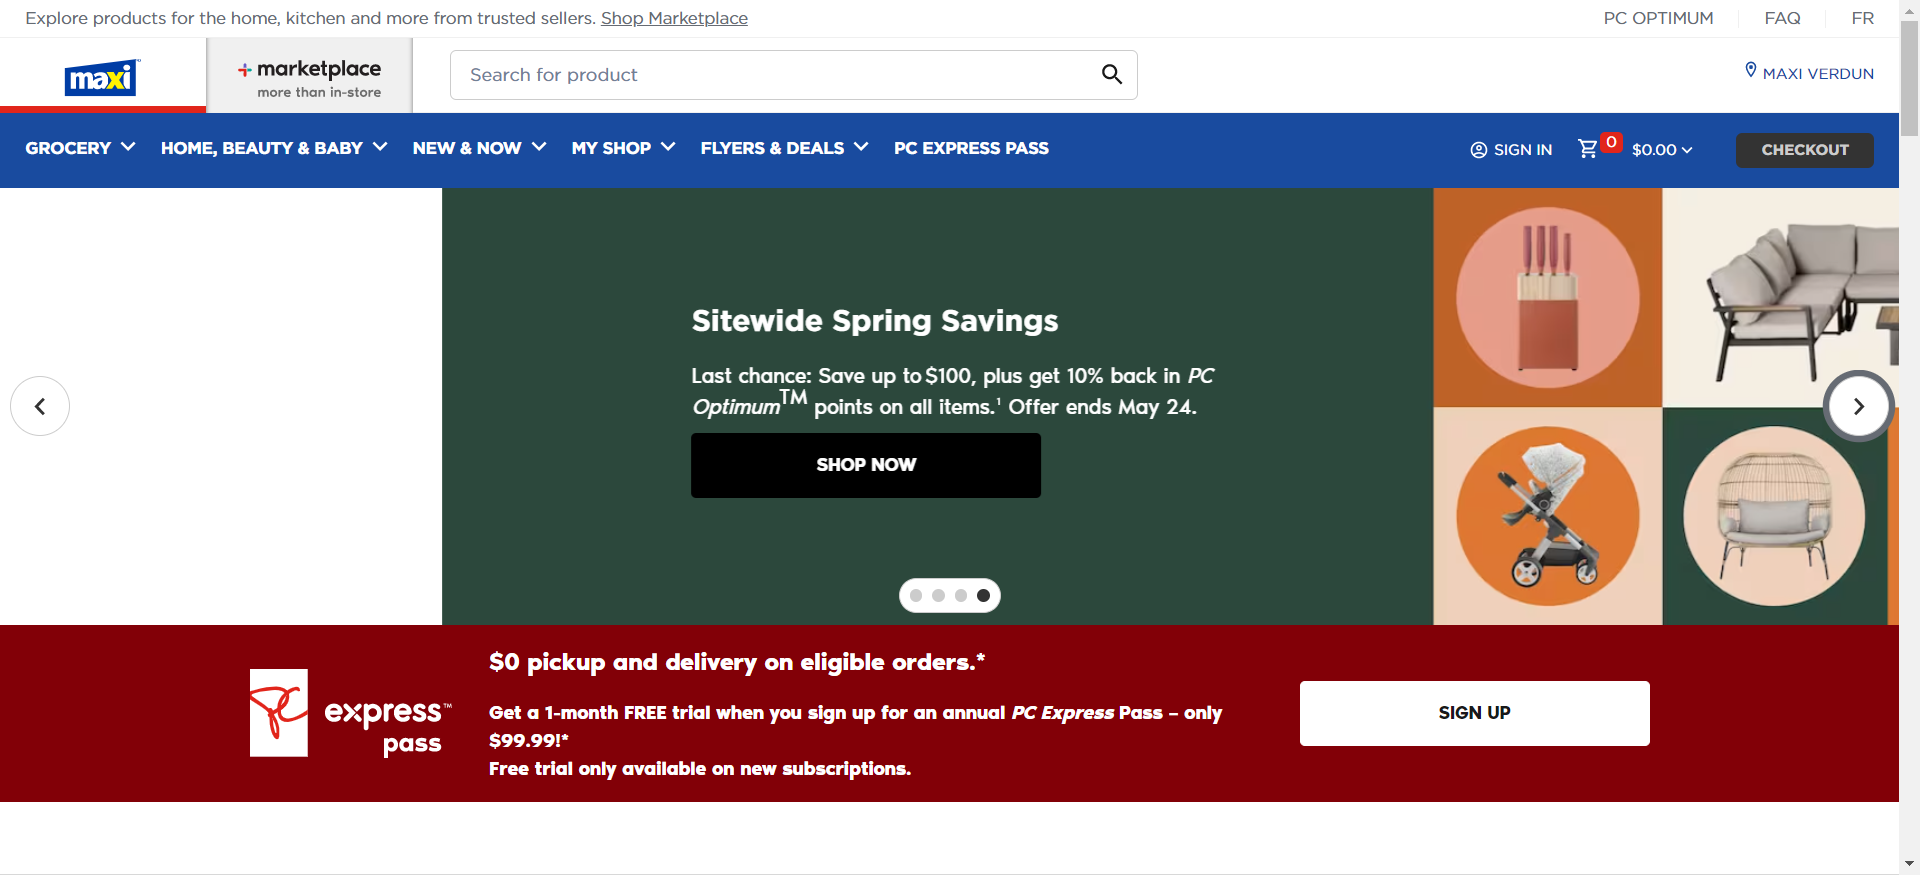 Explore products for the home, kitchen and more from trusted sellers. Shop Marketplace
PC OPTIMUM
FAQ
FR
maxi
marketplace
more than in-store
Search for product
MAXI VERDUN
GROCERY
HOME, BEAUTY & BABY
NEW & NOW
MY SHOP
FLYERS & DEALS
PC EXPRESS PASS
SIGN IN
0
$0.00
CHECKOUT
Sitewide Spring Savings
Last chance: Save up to $100, plus get 10% back in PC
Optimum™ points on all items.¹ Offer ends May 24.
SHOP NOW
$0 pickup and delivery on eligible orders.*
PC
express™
pass
Get a 1-month FREE trial when you sign up for an annual PC Express Pass – only
$99.99!*
Free trial only available on new subscriptions.
SIGN UP